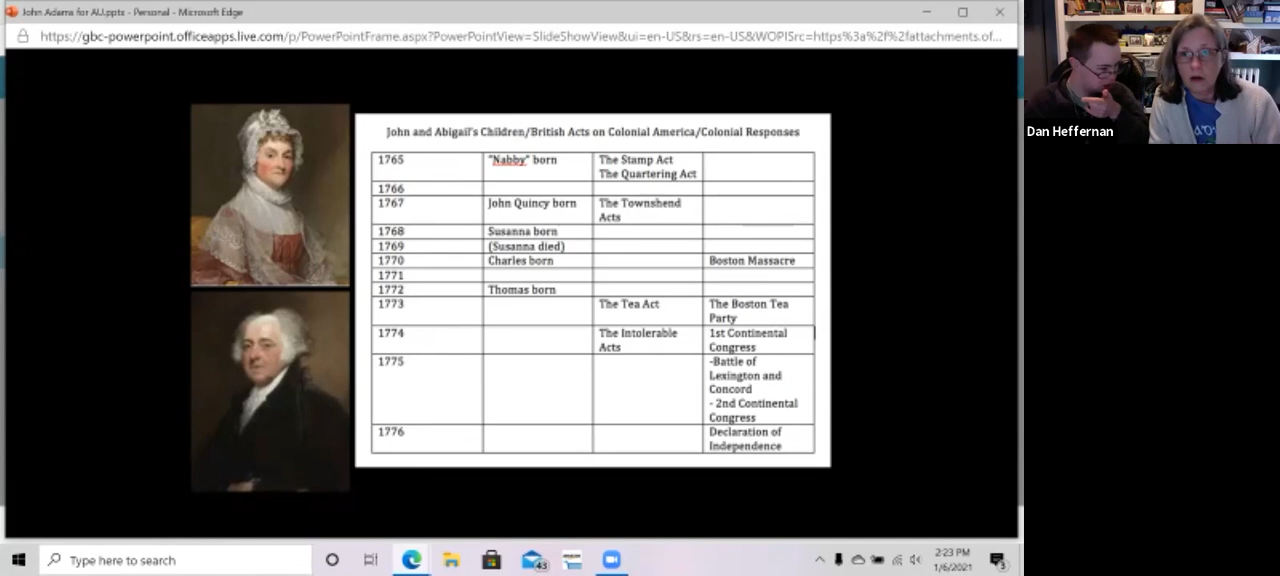 John Adams for AU.ppts - Personal - Microsoft Edge
https://gbc-powerpoint.officeapps.live.com/p/PowerPointFrame.aspx?PowerPointView=SlideShowView&ui=en-US&rs=en-US&WOPISrc=https%3a%2f%2fattachments.of...
Dan Heffernan
John and Abigail's Children/British Acts on Colonial America/Colonial Responses
1765 "Nabby" born The Stamp Act
The Quartering Act
1766
1767 John Quincy born The Townshend
Acts
1768 Susanna born
1769 (Susanna died)
1770 Charles born Boston Massacre
1771
1772 Thomas born
1773 The Tea Act The Boston Tea
Party
1774 The Intolerable 1st Continental
Acts Congress
1775 -Battle of
Lexington and
Concord
- 2nd Continental
Congress
1776 Declaration of
Independence
Type here to search
43
2:23 PM
1/6/2021
3